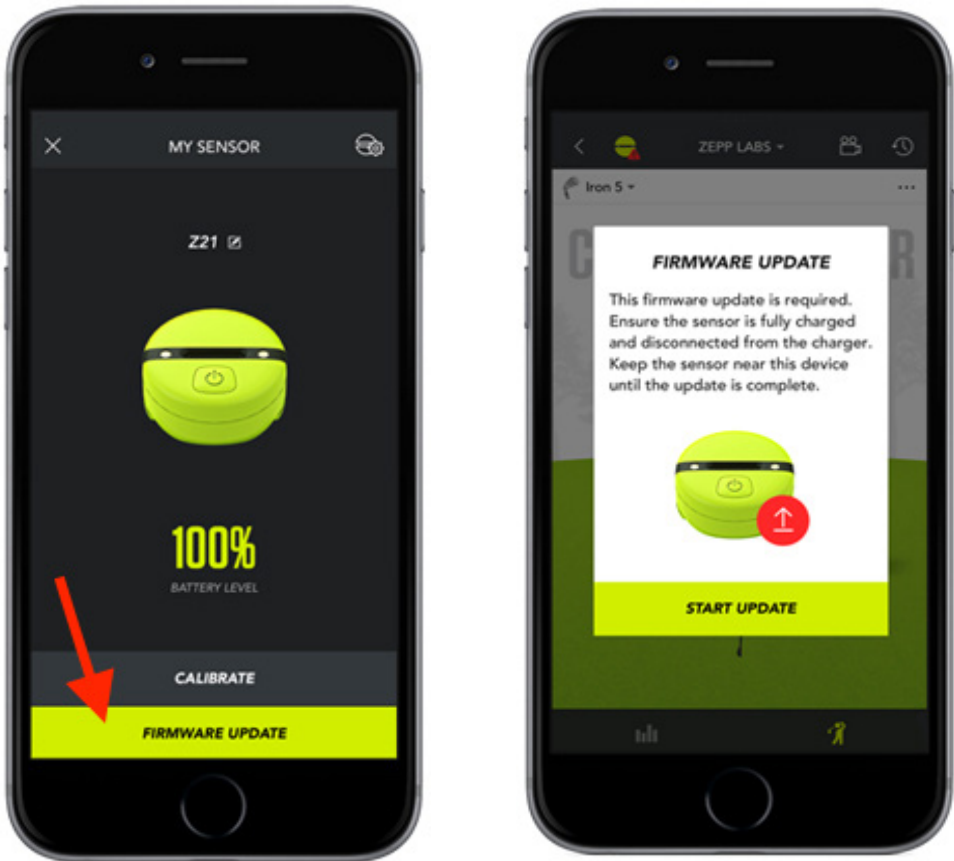 MY SENSOR
Z21
100%
BATTERY LEVEL
CALIBRATE
FIRMWARE UPDATE
ZEPP LABS
Iron 5
FIRMWARE UPDATE
This firmware update is required.
Ensure the sensor is fully charged
and disconnected from the charger.
Keep the sensor near this device
until the update is complete.
START UPDATE